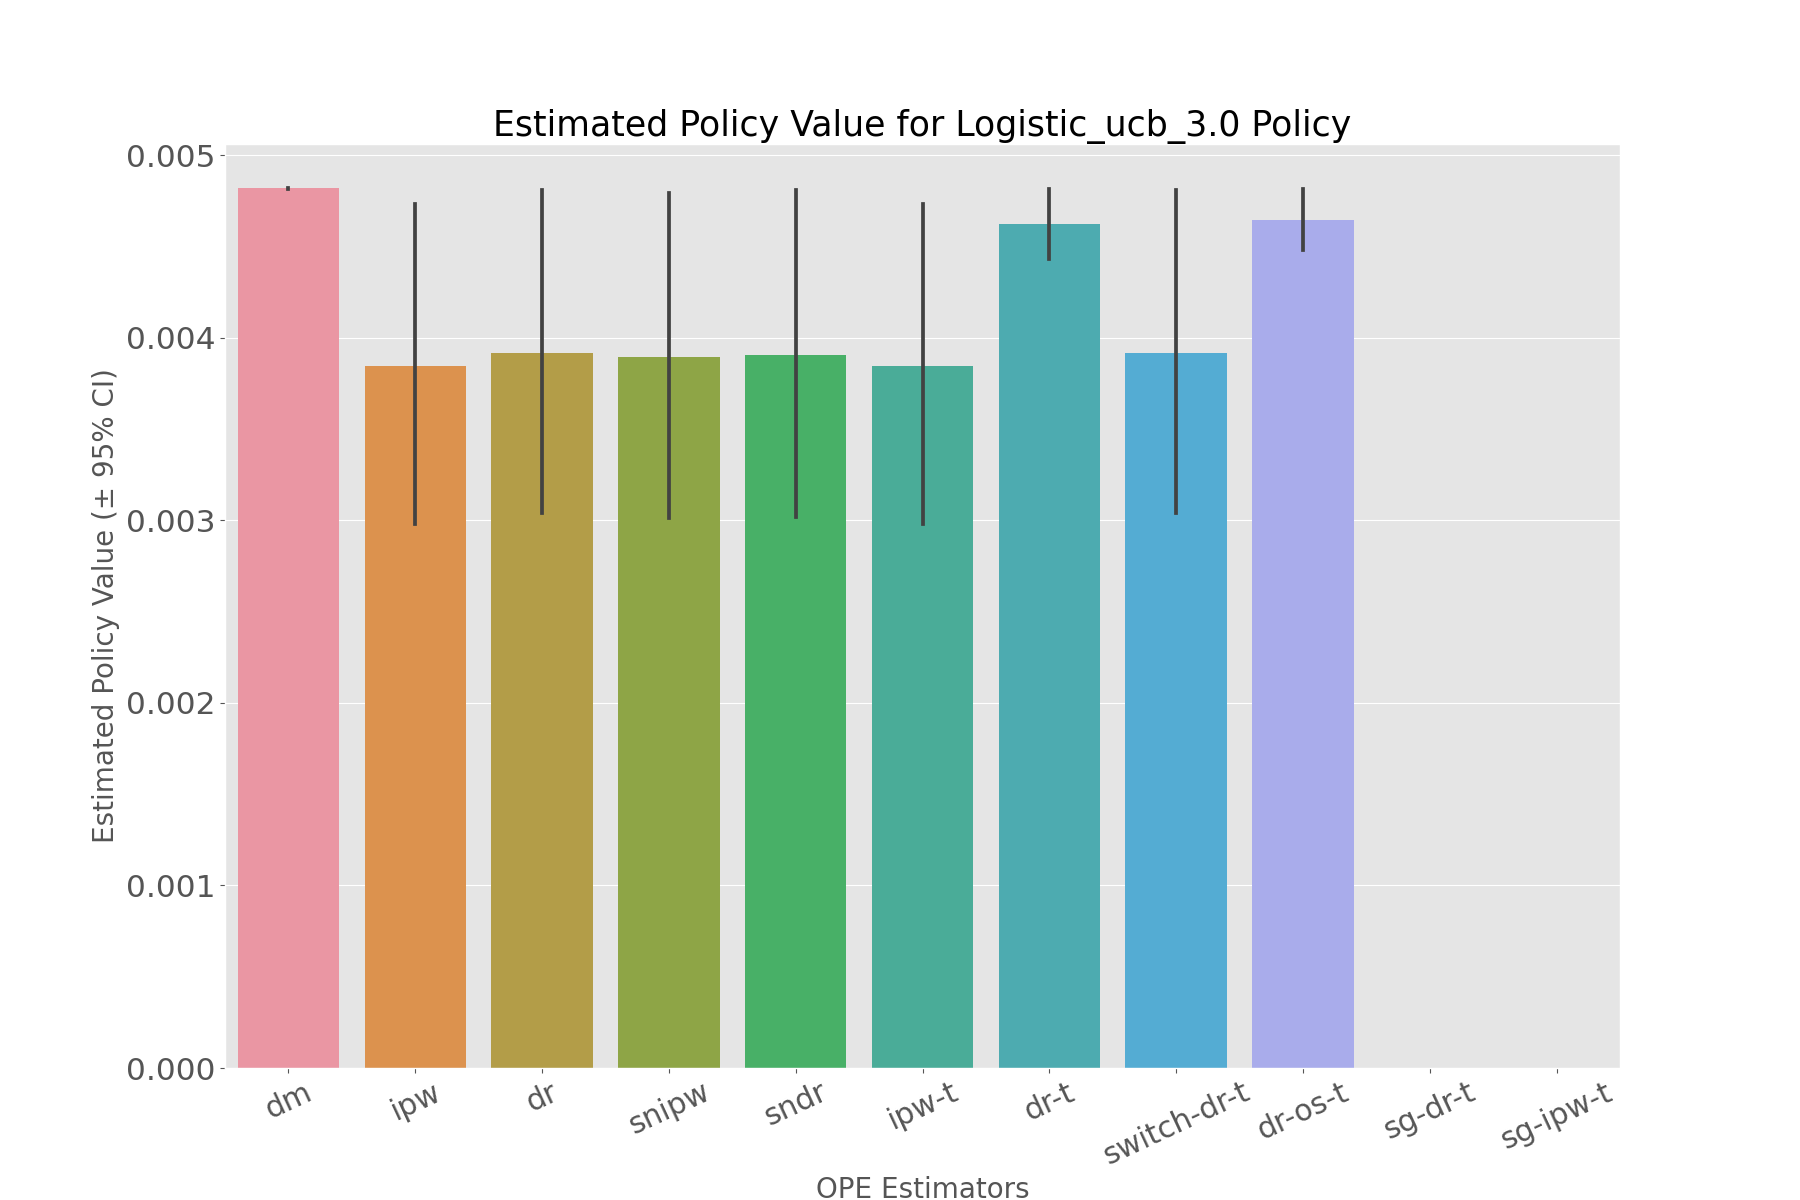 Estimated Policy Value for Logistic_ucb_3.0 Policy
Estimated Policy Value (± 95% CI)
0.005
0.004
0.003
0.002
0.001
0.000
dm
ipw
dr
snipw
sndr
ipw-t
dr-t
switch-dr-t
dr-os-t
sg-dr-t
sg-ipw-t
OPE Estimators